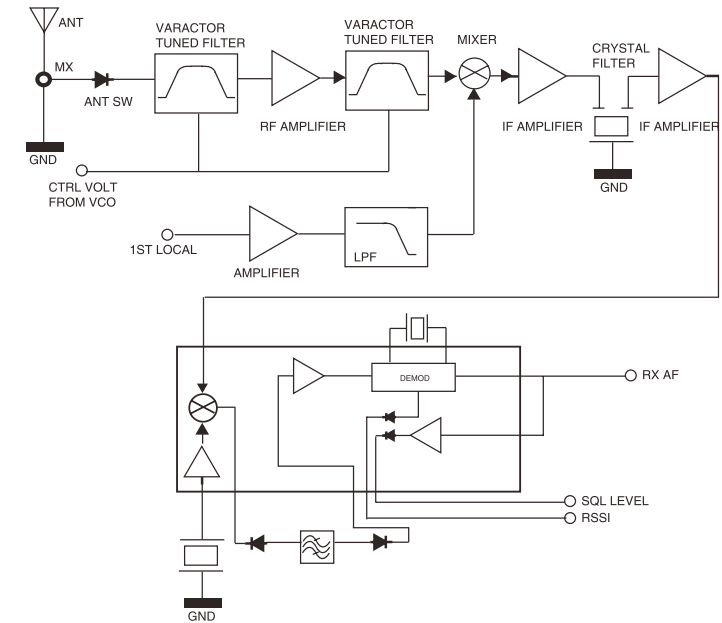 ANT
MX
ANT SW
GND
VARACTOR
TUNED FILTER
RF AMPLIFIER
VARACTOR
TUNED FILTER
MIXER
IF AMPLIFIER
CRYSTAL
FILTER
IF AMPLIFIER
GND
CTRL VOLT
FROM VCO
1ST LOCAL
AMPLIFIER
LPF
DEMOD
RX AF
SQL LEVEL
RSSI
GND